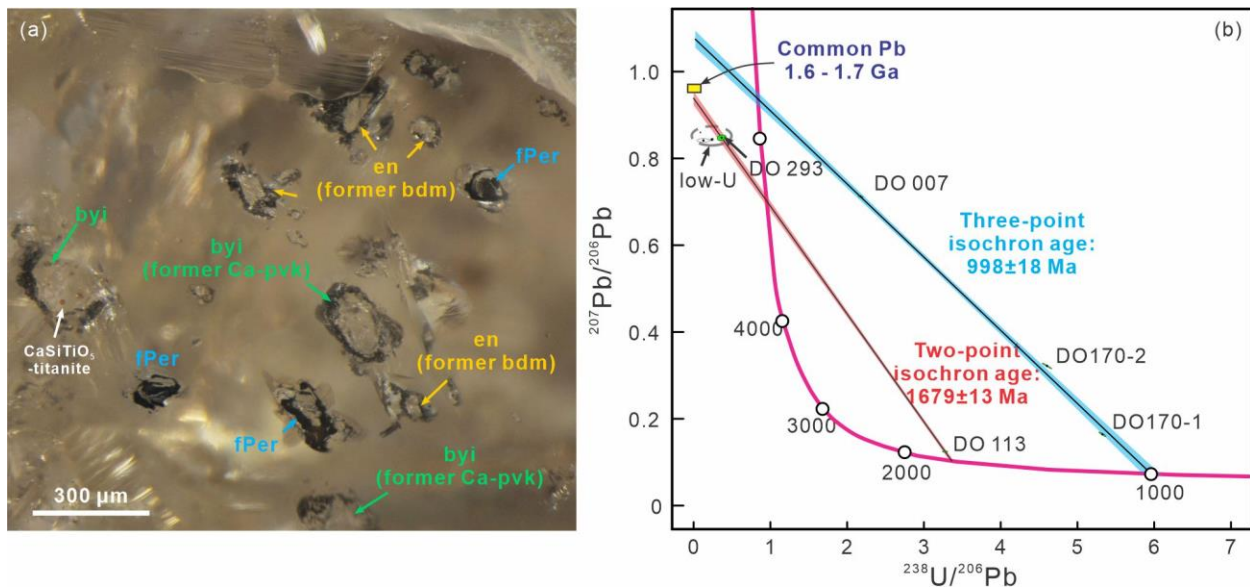 (a)
en
(former bdm)
fPer
byi
byi
(former Ca-pvk)
CaSiTiO₅
-titanite
fPer
en
(former bdm)
fPer
byi
(former Ca-pvk)
300 µm
(b)
Common Pb
1.6 - 1.7 Ga
1.0
0.8
0.6
0.4
0.2
0
²⁰⁷Pb/²⁰⁶Pb
low-U
DO 293
DO 007
Three-point
isochron age:
998±18 Ma
4000
DO170-2
Two-point
isochron age:
1679±13 Ma
3000
DO170-1
DO 113
2000
1000
0 1 2 3 4 5 6 7
²³⁸U/²⁰⁶Pb